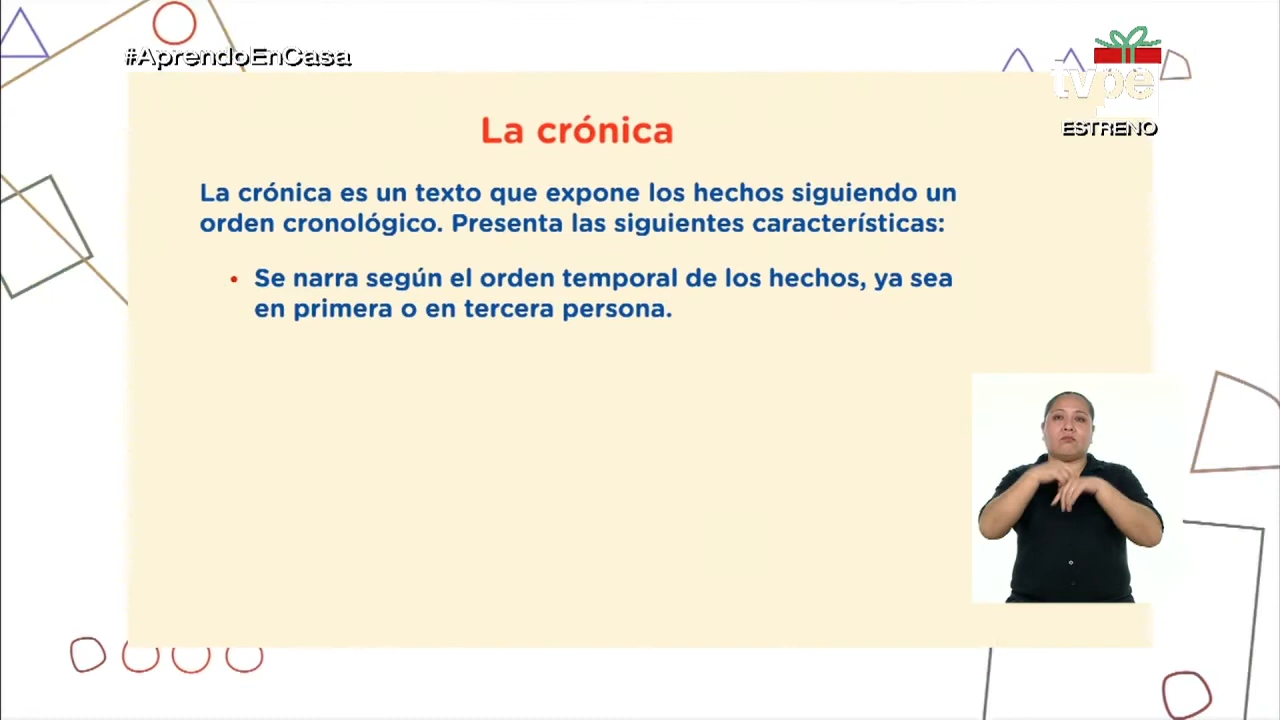 #AprendoEnCasa
tvpe
ESTRENO
La crónica
La crónica es un texto que expone los hechos siguiendo un
orden cronológico. Presenta las siguientes características:
• Se narra según el orden temporal de los hechos, ya sea
en primera o en tercera persona.